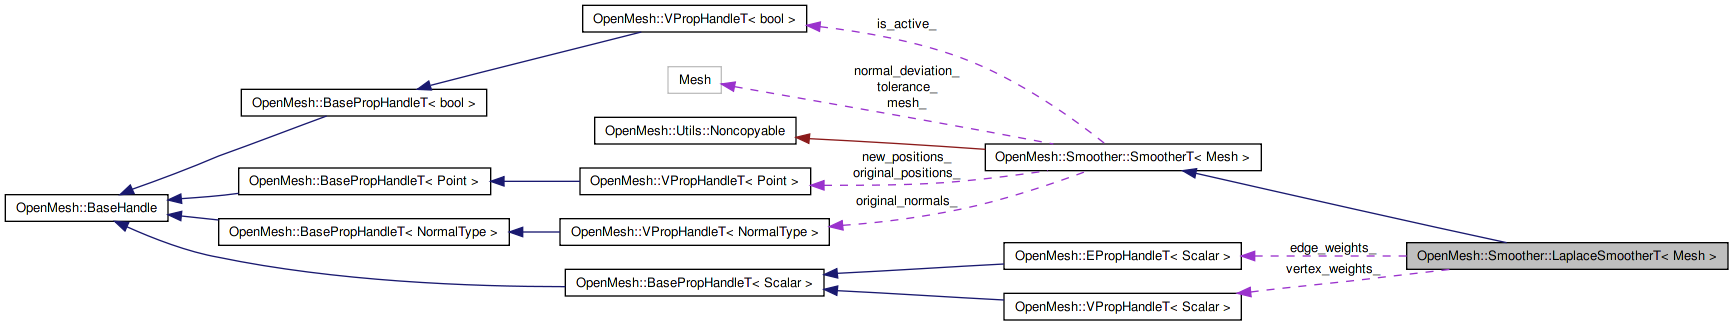 OpenMesh::VPropHandleT< bool >
is_active_
Mesh
normal_deviation_
tolerance_
mesh_
OpenMesh::BasePropHandleT< bool >
OpenMesh::Utils::Noncopyable
OpenMesh::Smoother::SmootherT< Mesh >
new_positions_
original_positions_
OpenMesh::BasePropHandleT< Point >
OpenMesh::VPropHandleT< Point >
OpenMesh::BaseHandle
original_normals_
OpenMesh::BasePropHandleT< NormalType >
OpenMesh::VPropHandleT< NormalType >
edge_weights_
OpenMesh::EPropHandleT< Scalar >
OpenMesh::Smoother::LaplaceSmootherT< Mesh >
vertex_weights_
OpenMesh::BasePropHandleT< Scalar >
OpenMesh::VPropHandleT< Scalar >